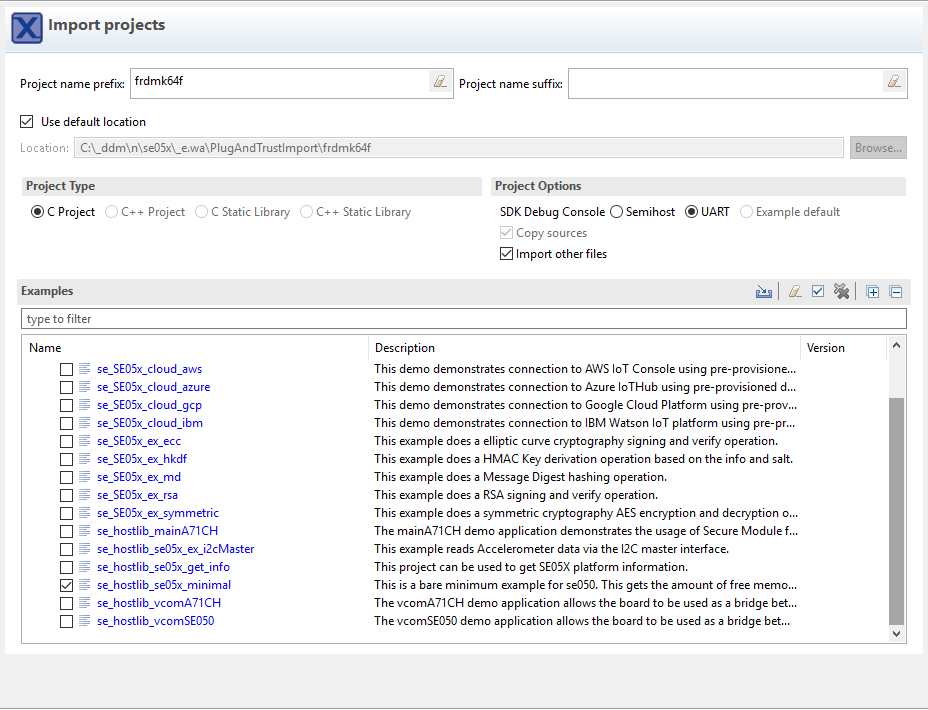 Import projects
Project name prefix: frdmk64f Project name suffix:
Use default location
Location: C:\_ddm\n\se05x\_e.wa\PlugAndTrustImport\frdmk64f Browse...
Project Type Project Options
C Project C++ Project C Static Library C++ Static Library SDK Debug Console Semihost UART Example default
Copy sources
Import other files
Examples
type to filter
Name Description Version
se_SE05x_cloud_aws This demo demonstrates connection to AWS IoT Console using pre-provisione...
se_SE05x_cloud_azure This demo demonstrates connection to Azure IoTHub using pre-provisioned d...
se_SE05x_cloud_gcp This demo demonstrates connection to Google Cloud Platform using pre-prov...
se_SE05x_cloud_ibm This demo demonstrates connection to IBM Watson IoT platform using pre-pr...
se_SE05x_ex_ecc This example does a elliptic curve cryptography signing and verify operation.
se_SE05x_ex_hkdf This example does a HMAC Key derivation operation based on the info and salt.
se_SE05x_ex_md This example does a Message Digest hashing operation.
se_SE05x_ex_rsa This example does a RSA signing and verify operation.
se_SE05x_ex_symmetric This example does a symmetric cryptography AES encryption and decryption o...
se_hostlib_mainA71CH The mainA71CH demo application demonstrates the usage of Secure Module f...
se_hostlib_se05x_ex_i2cMaster This example reads Accelerometer data via the I2C master interface.
se_hostlib_se05x_get_info This project can be used to get SE05X platform information.
se_hostlib_se05x_minimal This is a bare minimum example for se050. This gets the amount of free memo...
se_hostlib_vcomA71CH The vcomA71CH demo application allows the board to be used as a bridge bet...
se_hostlib_vcomSE050 The vcomSE050 demo application allows the board to be used as a bridge bet...